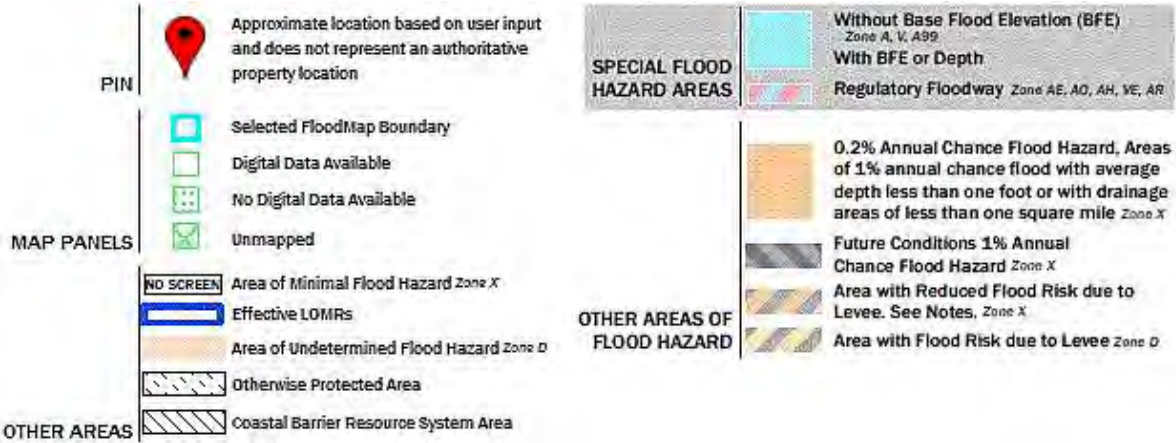 PIN
Approximate location based on user input
and does not represent an authoritative
property location
MAP PANELS
Selected FloodMap Boundary
Digital Data Available
No Digital Data Available
Unmapped
OTHER AREAS
NO SCREEN Area of Minimal Flood Hazard Zone X
Effective LOMRs
Area of Undetermined Flood Hazard Zone D
Otherwise Protected Area
Coastal Barrier Resource System Area
SPECIAL FLOOD
HAZARD AREAS
Without Base Flood Elevation (BFE)
Zone A, V, A99
With BFE or Depth
Regulatory Floodway Zone AE, AO, AH, VE, AR
OTHER AREAS OF
FLOOD HAZARD
0.2% Annual Chance Flood Hazard, Areas
of 1% annual chance flood with average
depth less than one foot or with drainage
areas of less than one square mile Zone X
Future Conditions 1% Annual
Chance Flood Hazard Zone X
Area with Reduced Flood Risk due to
Levee. See Notes. Zone X
Area with Flood Risk due to Levee Zone D